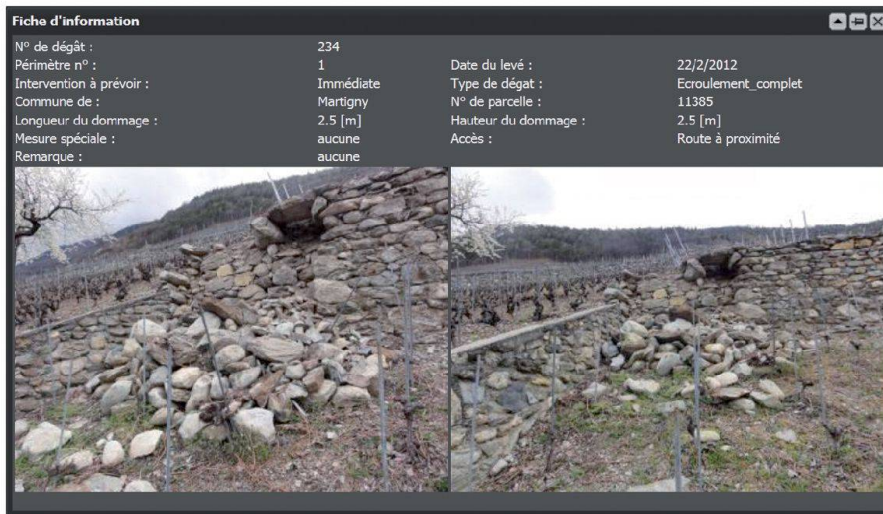 Fiche d'information
N° de dégât : 234
Périmètre n° : 1 Date du levé : 22/2/2012
Intervention à prévoir : Immédiate Type de dégat : Ecroulement_complet
Commune de : Martigny N° de parcelle : 11385
Longueur du dommage : 2.5 [m] Hauteur du dommage : 2.5 [m]
Mesure spéciale : aucune Accès : Route à proximité
Remarque : aucune